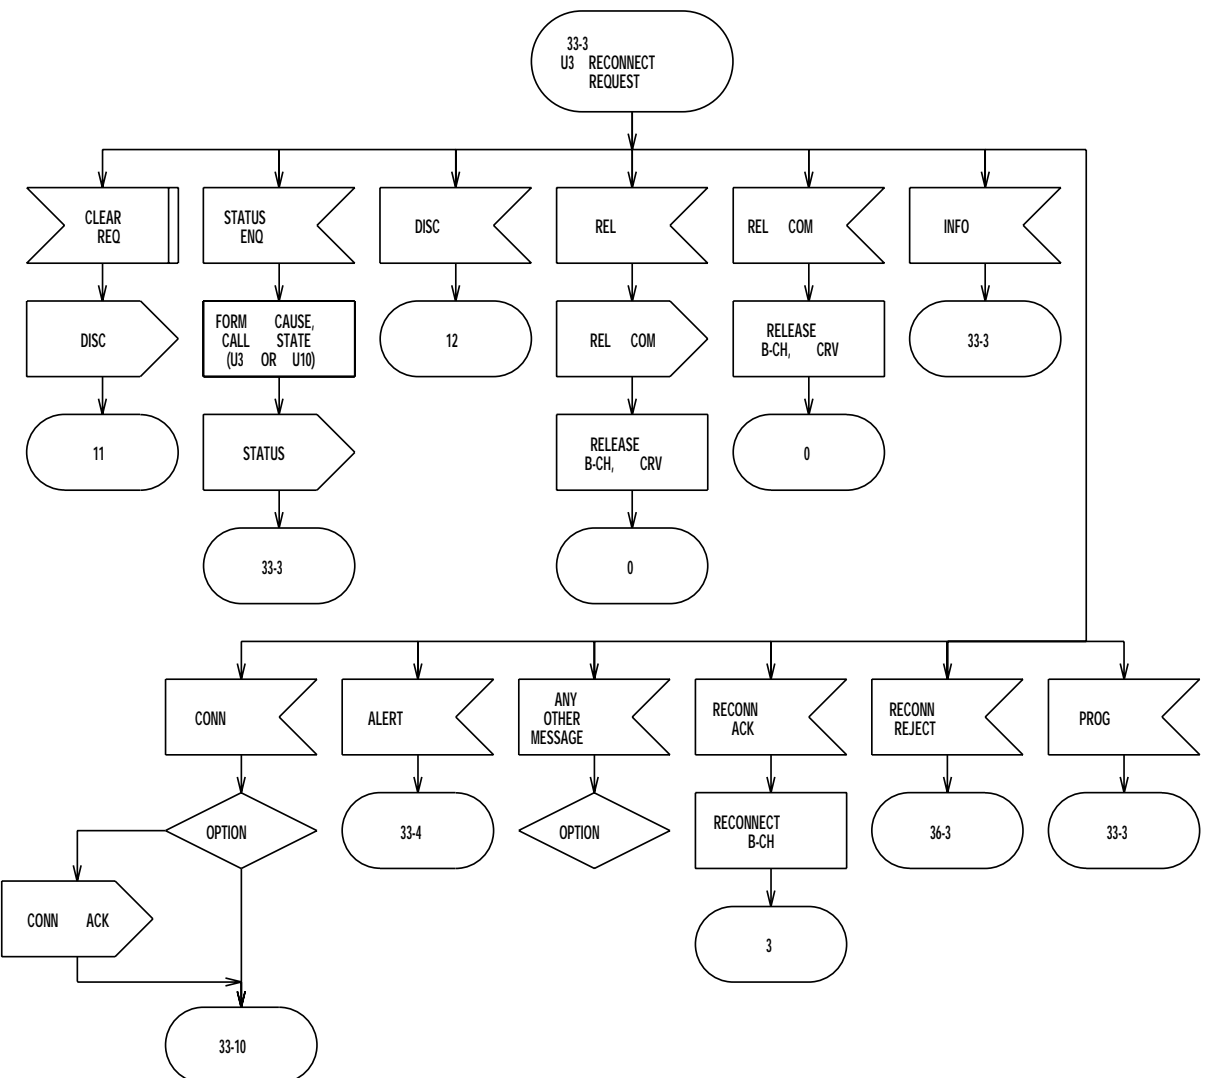 33-3
U3 RECONNECT
REQUEST
CLEAR
REQ
STATUS
ENQ
DISC
REL
REL COM
INFO
DISC
FORM CAUSE,
CALL STATE
(U3 OR U10)
12
REL COM
RELEASE
B-CH, CRV
33-3
11
STATUS
RELEASE
B-CH, CRV
0
33-3
0
CONN
ALERT
ANY
OTHER
MESSAGE
RECONN
ACK
RECONN
REJECT
PROG
OPTION
33-4
OPTION
RECONNECT
B-CH
36-3
33-3
CONN ACK
3
33-10